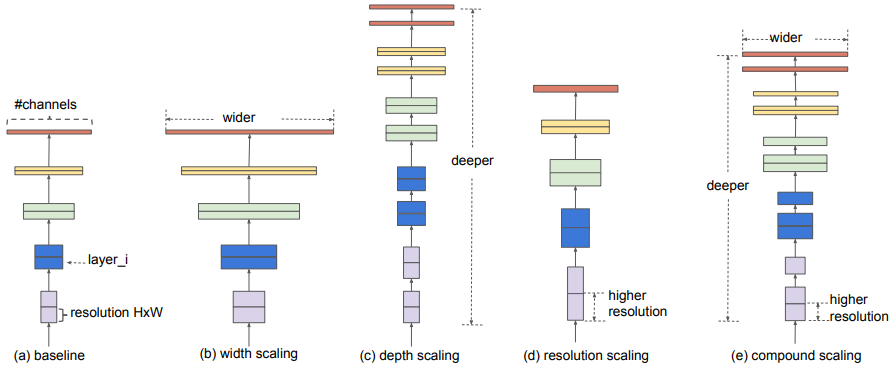 #channels
layer_i
resolution HxW
(a) baseline
wider
(b) width scaling
deeper
(c) depth scaling
higher
resolution
(d) resolution scaling
wider
deeper
higher
resolution
(e) compound scaling